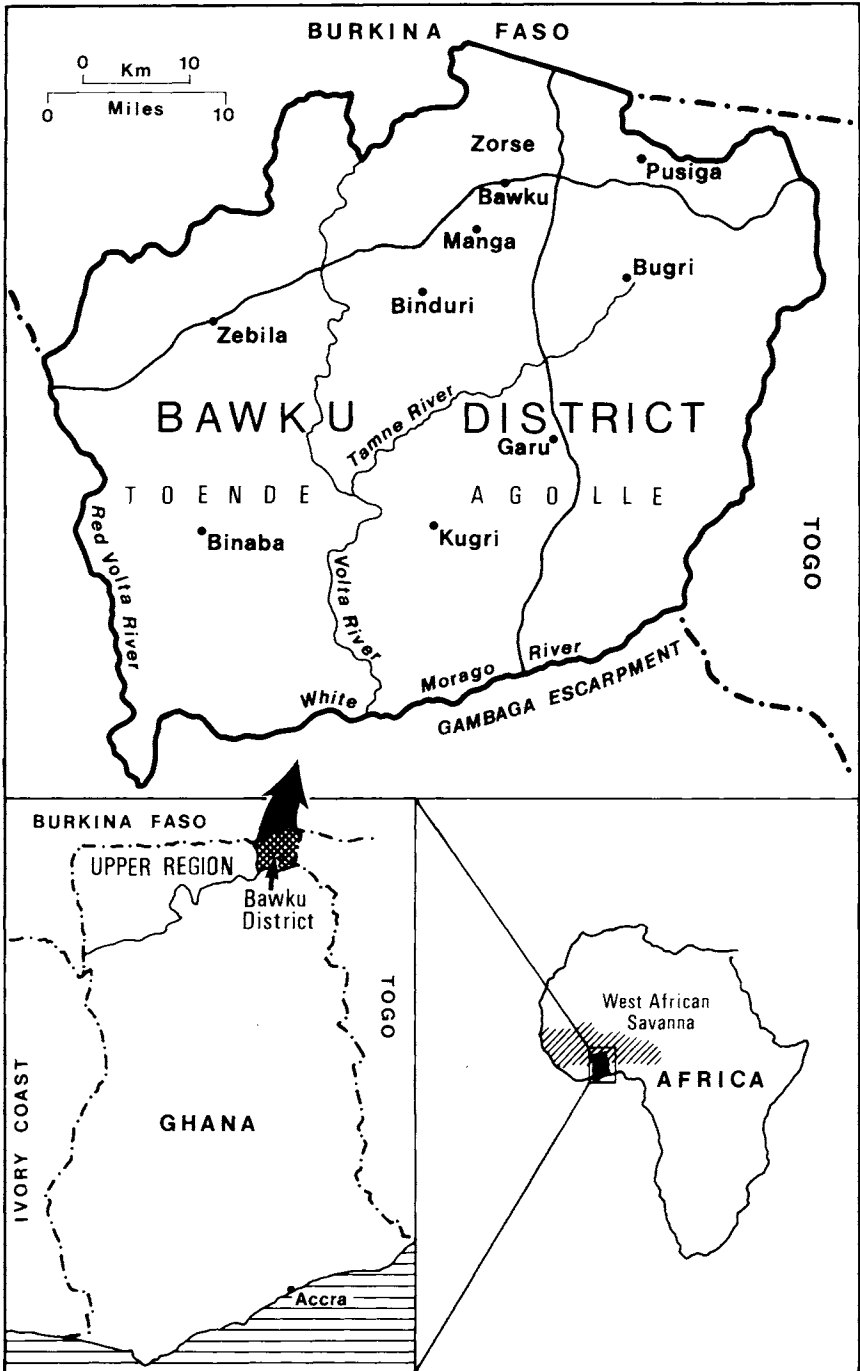 BURKINA FASO
0 Km 10
0 Miles 10
Zorse
Pusiga
Bawku
Manga
Bugri
Binduri
Zebila
BAWKU DISTRICT
Tamne River
Garu
TOENDE AGOLLE
Binaba
Kugri
Red Volta River
TOGO
White Volta River
Morago River
GAMBAGA ESCARPMENT
BURKINA FASO
UPPER REGION
Bawku
District
TOGO
IVORY COAST
GHANA
Accra
West African
Savanna
AFRICA